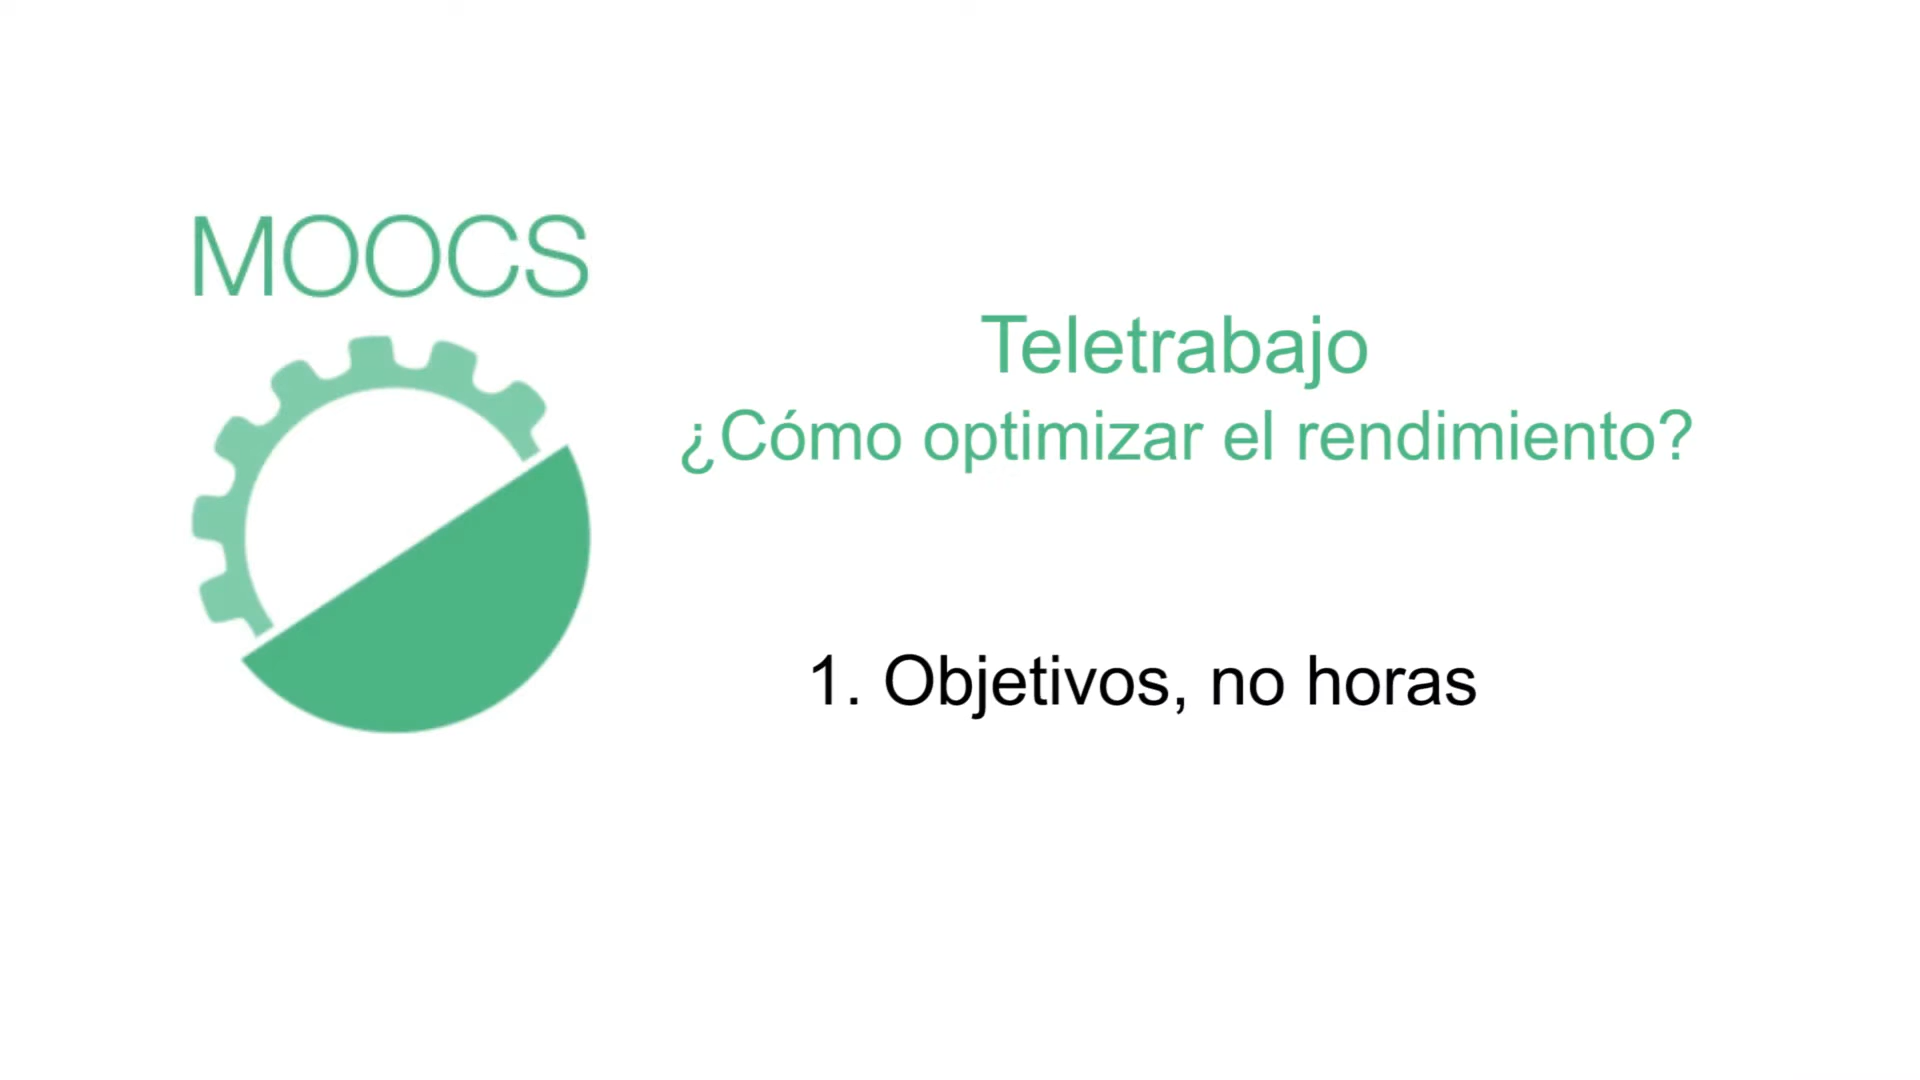 MOOCS
Teletrabajo
¿Cómo optimizar el rendimiento?
1. Objetivos, no horas